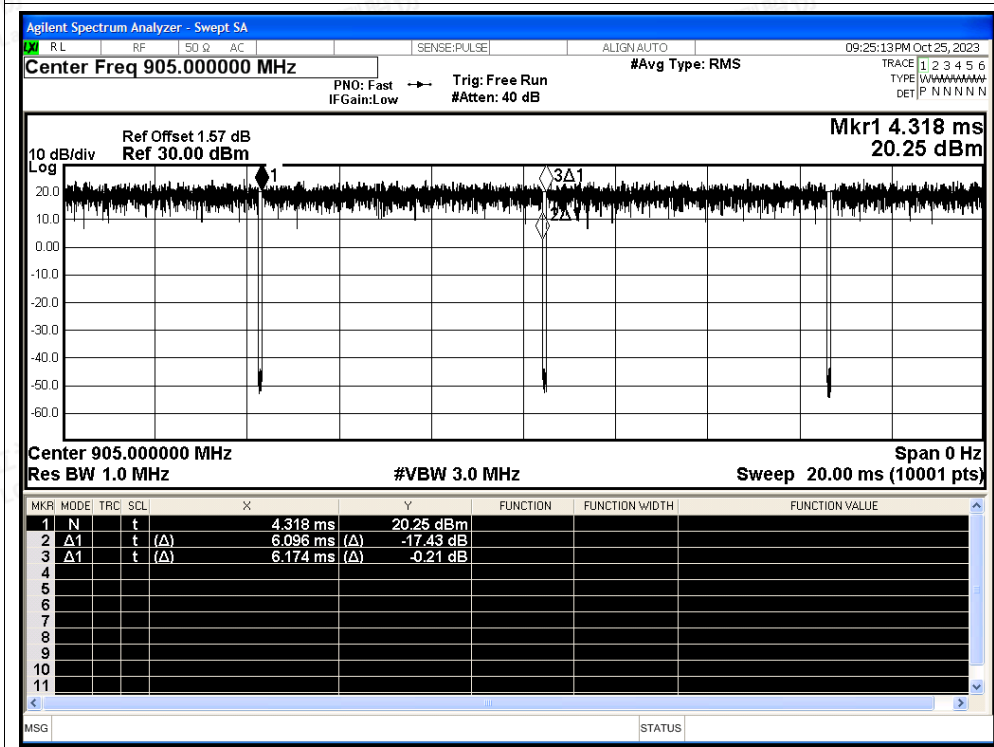 Agilent Spectrum Analyzer - Swept SA
LXI RL RF 50 Ω AC SENSE:PULSE ALIGN AUTO 09:25:13 PM Oct 25, 2023
Center Freq 905.000000 MHz #Avg Type: RMS TRACE 1 2 3 4 5 6
PNO: Fast Trig: Free Run TYPE WWWWWW
IFGain:Low #Atten: 40 dB DET P N N N N N
Mkr1 4.318 ms
Ref Offset 1.57 dB
10 dB/div Ref 30.00 dBm 20.25 dBm
Log
1 3Δ1
20.0
2Δ1
10.0
0.00
-10.0
-20.0
-30.0
-40.0
-50.0
-60.0
Center 905.000000 MHz Span 0 Hz
Res BW 1.0 MHz #VBW 3.0 MHz Sweep 20.00 ms (10001 pts)
MKR MODE TRC SCL X Y FUNCTION FUNCTION WIDTH FUNCTION VALUE
1 N t 4.318 ms 20.25 dBm
2 Δ1 t (Δ) 6.096 ms (Δ) -17.43 dB
3 Δ1 t (Δ) 6.174 ms (Δ) -0.21 dB
4
5
6
7
8
9
10
11
MSG STATUS